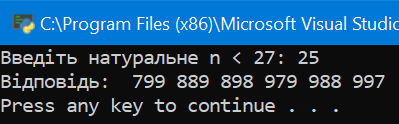 C:\Program Files (x86)\Microsoft Visual Studio
Введіть натуральне n < 27: 25
Відповідь:  799 889 898 979 988 997
Press any key to continue . . .